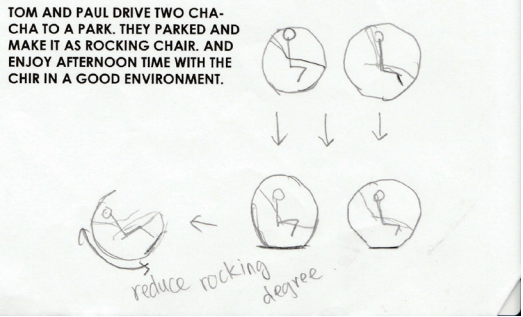 TOM AND PAUL DRIVE TWO CHA-
CHA TO A PARK. THEY PARKED AND
MAKE IT AS ROCKING CHAIR. AND
ENJOY AFTERNOON TIME WITH THE
CHIR IN A GOOD ENVIRONMENT.
reduce rocking
degree